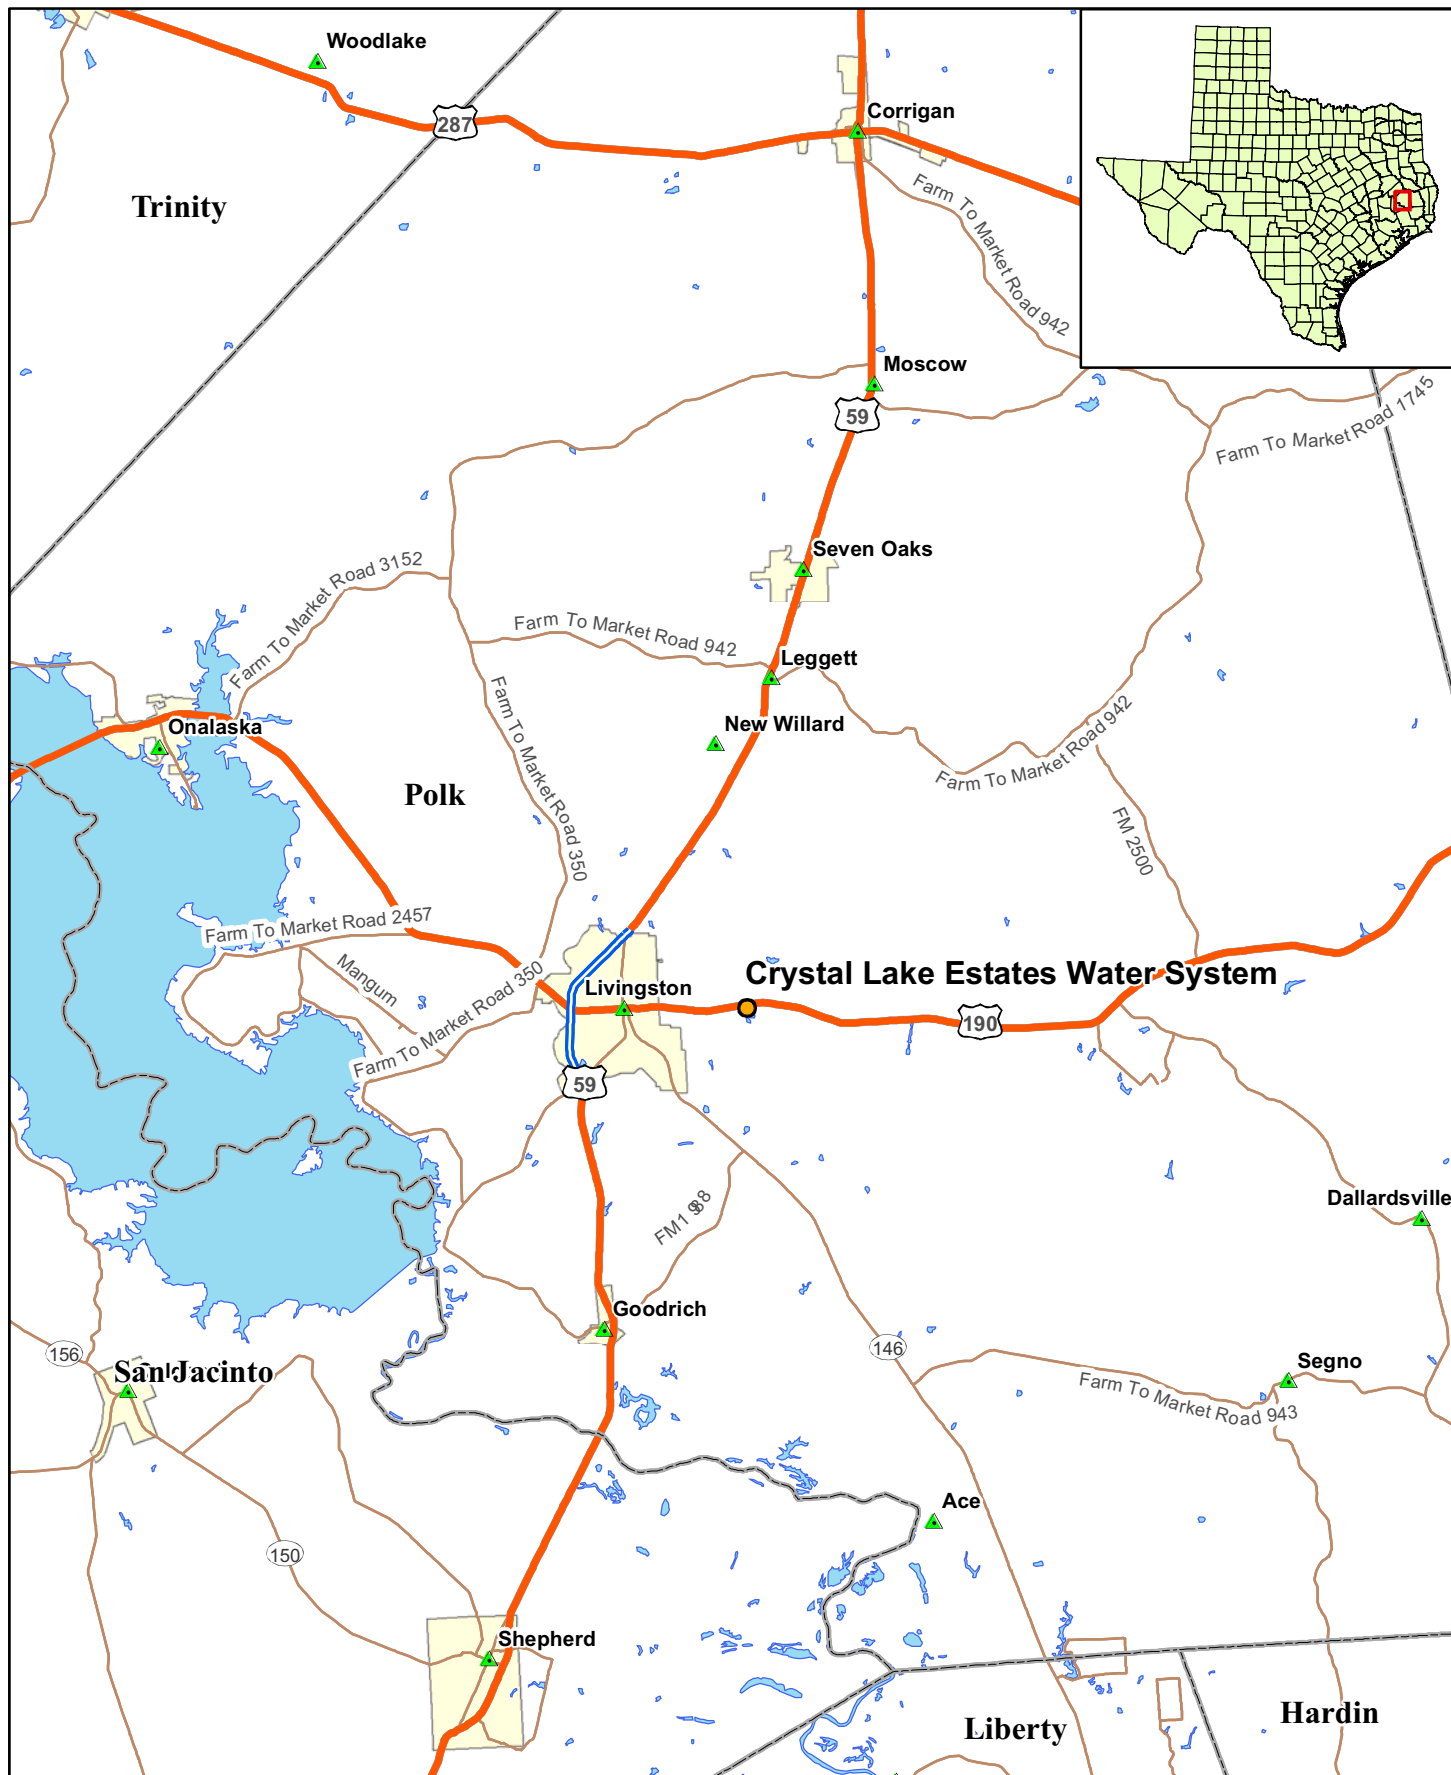 Woodlake
Corrigan
287
Trinity
Farm To Market Road 942
Moscow
59
Farm To Market Road 1745
Seven Oaks
Farm To Market Road 3152
Farm To Market Road 942
Leggett
Farm To Market Road 350
New Willard
Onalaska
Farm To Market Road 942
Polk
FM 2500
Farm To Market Road 2457
Mangum
Farm To Market Road 350
Livingston
Crystal Lake Estates Water System
190
59
Dallardsville
FM1 988
Goodrich
156
146
San Jacinto
Segno
Farm To Market Road 943
Ace
150
Shepherd
Liberty
Hardin